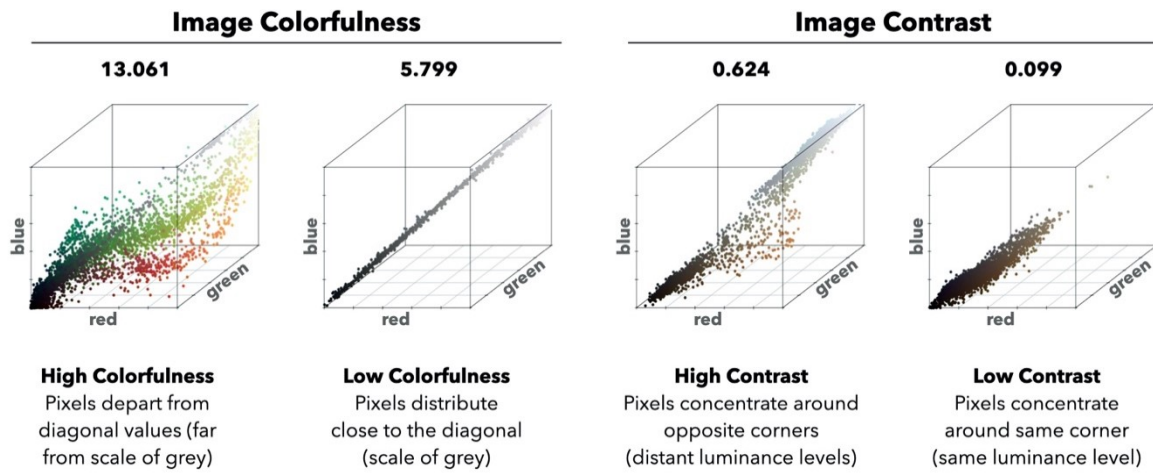 Image Colorfulness
Image Contrast
13.061
5.799
0.624
0.099
blue
red
green
blue
red
green
blue
red
green
blue
red
green
High Colorfulness
Pixels depart from
diagonal values (far
from scale of grey)
Low Colorfulness
Pixels distribute
close to the diagonal
(scale of grey)
High Contrast
Pixels concentrate around
opposite corners
(distant luminance levels)
Low Contrast
Pixels concentrate
around same corner
(same luminance level)